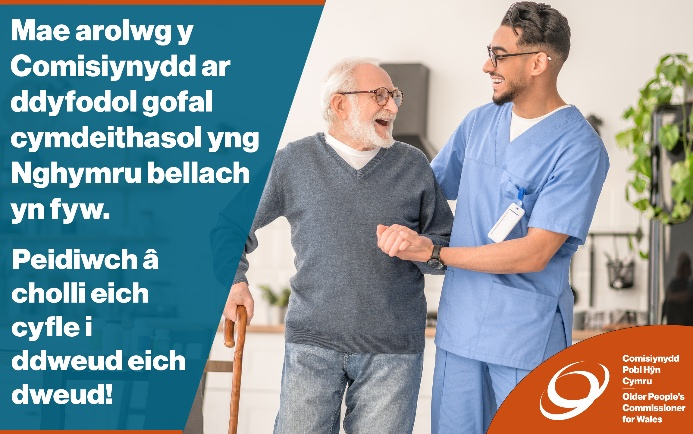 Mae arolwg y
Comisiynydd ar
ddyfodol gofal
cymdeithasol yng
Nghymru bellach
yn fyw.
Peidiwch â
cholli eich
cyfle i
ddweud eich
dweud!
Comisiynydd
Pobl Hŷn
Cymru
Older People's
Commissioner
for Wales